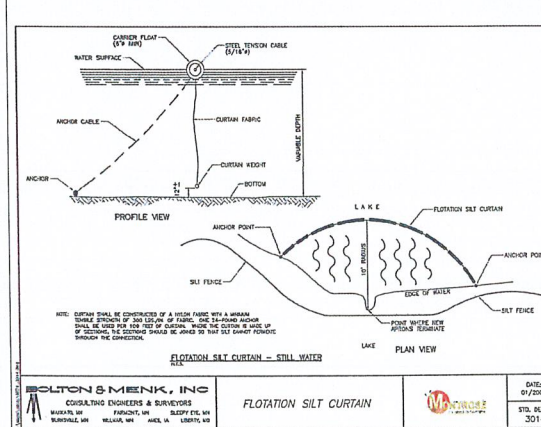 CARRIER FLOAT
(6"ø MIN)
STEEL TENSION CABLE
(5/16"ø)
WATER SURFACE
ANCHOR CABLE
CURTAIN FABRIC
VARIABLE DEPTH
CURTAIN WEIGHT
ANCHOR
BOTTOM
PROFILE VIEW
LAKE
FLOTATION SILT CURTAIN
ANCHOR POINT
ANCHOR POI
10' RADIUS
SILT FENCE
EDGE OF WATER
SILT FENCE
POINT WHERE NEW
APRONS TERMINATE
LAKE
PLAN VIEW
NOTE: CURTAIN SHALL BE CONSTRUCTED OF A NYLON FABRIC WITH A MINIMUM
TENSILE STRENGTH OF 300 LBS/IN OF FABRIC. ONE 24-POUND ANCHOR
SHALL BE USED PER 100 FEET OF CURTAIN. WHERE THE CURTAIN IS MADE UP
OF SECTIONS, THE SECTIONS SHOULD BE JOINED SO THAT SILT CANNOT PERMEATE
THROUGH THE CONNECTION.
FLOTATION SILT CURTAIN - STILL WATER
N.T.S.
BOLTON & MENK, INC
CONSULTING ENGINEERS & SURVEYORS
MANKATO, MN FAIRMONT, MN SLEEPY EYE, MN
BURNSVILLE, MN WILLMAR, MN AMES, IA LIBERTY, MO
FLOTATION SILT CURTAIN
MONTROSE
DATE:
01/200
STD. DE
301